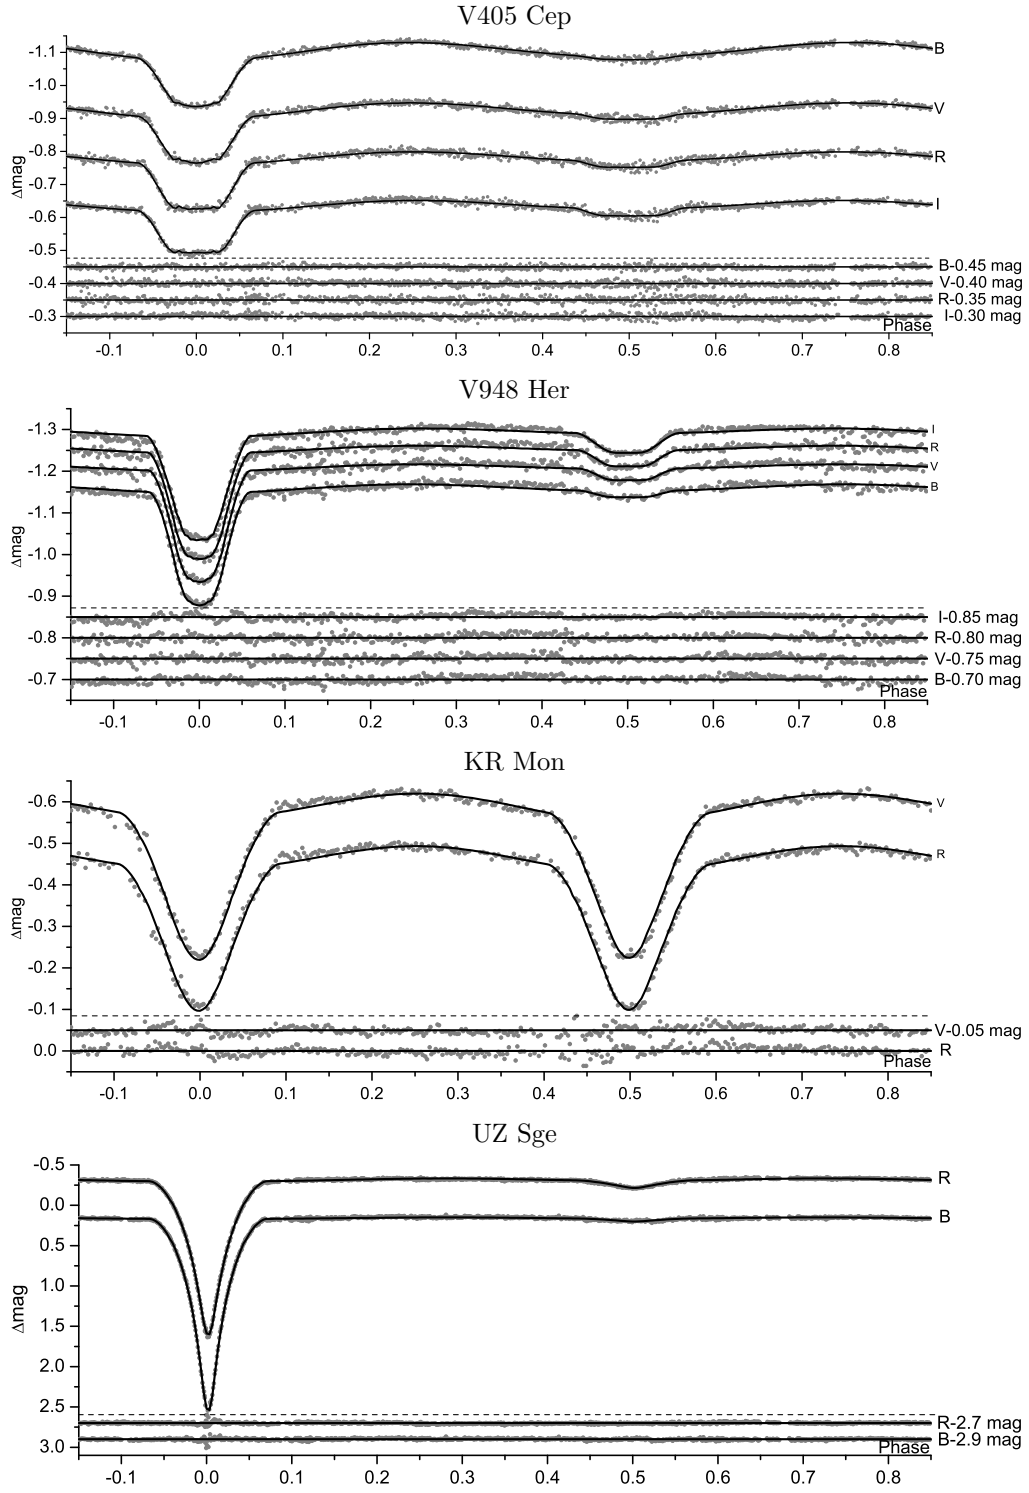 V405 Cep
-1.1
B
-1.0
-0.9
V
-0.8
R
Δmag
-0.7
-0.6
I
-0.5
B-0.45 mag
-0.4
V-0.40 mag
R-0.35 mag
-0.3
I-0.30 mag
Phase
-0.1 0.0 0.1 0.2 0.3 0.4 0.5 0.6 0.7 0.8
V948 Her
-1.3
I
R
-1.2
V
B
-1.1
Δmag
-1.0
-0.9
I-0.85 mag
-0.8
R-0.80 mag
V-0.75 mag
-0.7
B-0.70 mag
Phase
-0.1 0.0 0.1 0.2 0.3 0.4 0.5 0.6 0.7 0.8
KR Mon
-0.6
V
-0.5
R
-0.4
Δmag
-0.3
-0.2
-0.1
V-0.05 mag
0.0
R
Phase
-0.1 0.0 0.1 0.2 0.3 0.4 0.5 0.6 0.7 0.8
UZ Sge
-0.5
R
0.0
B
0.5
1.0
Δmag
1.5
2.0
2.5
R-2.7 mag
B-2.9 mag
3.0
Phase
-0.1 0.0 0.1 0.2 0.3 0.4 0.5 0.6 0.7 0.8